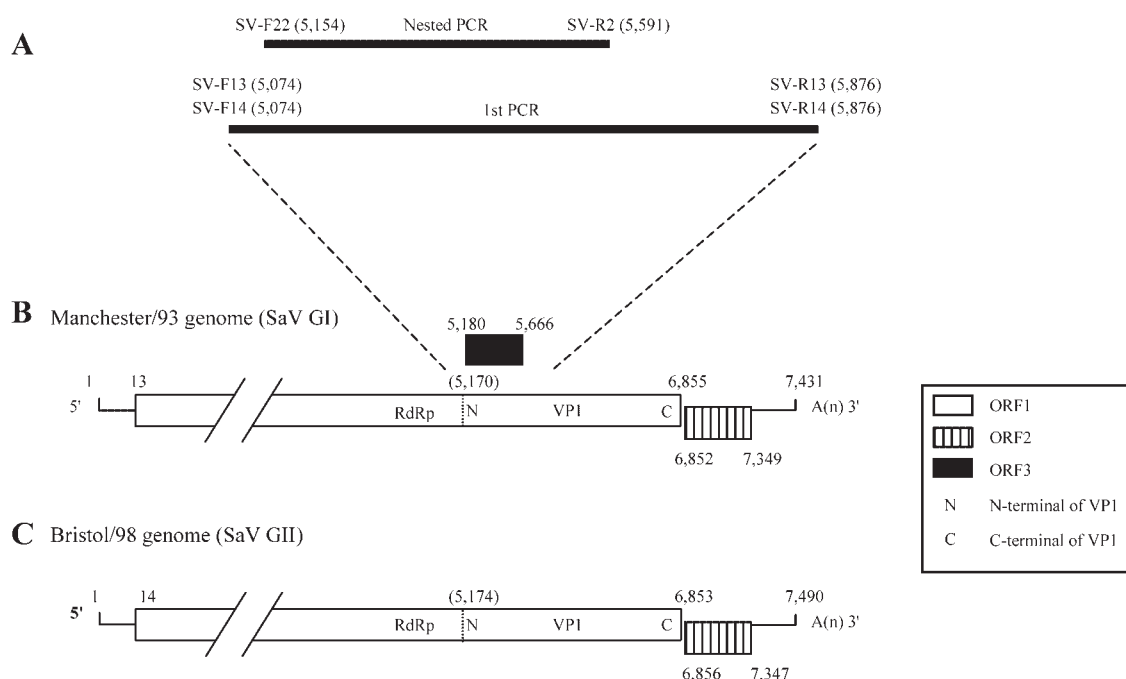 A
SV-F22 (5,154) Nested PCR SV-R2 (5,591)
SV-F13 (5,074) SV-R13 (5,876)
SV-F14 (5,074) 1st PCR SV-R14 (5,876)
B Manchester/93 genome (SaV GI)
5,180 5,666
1 13 (5,170) 6,855 7,431
5' RdRp N VP1 C A(n) 3'
6,852 7,349
ORF1
ORF2
ORF3
N N-terminal of VP1
C C-terminal of VP1
C Bristol/98 genome (SaV GII)
1 14 (5,174) 6,853 7,490
5' RdRp N VP1 C A(n) 3'
6,856 7,347